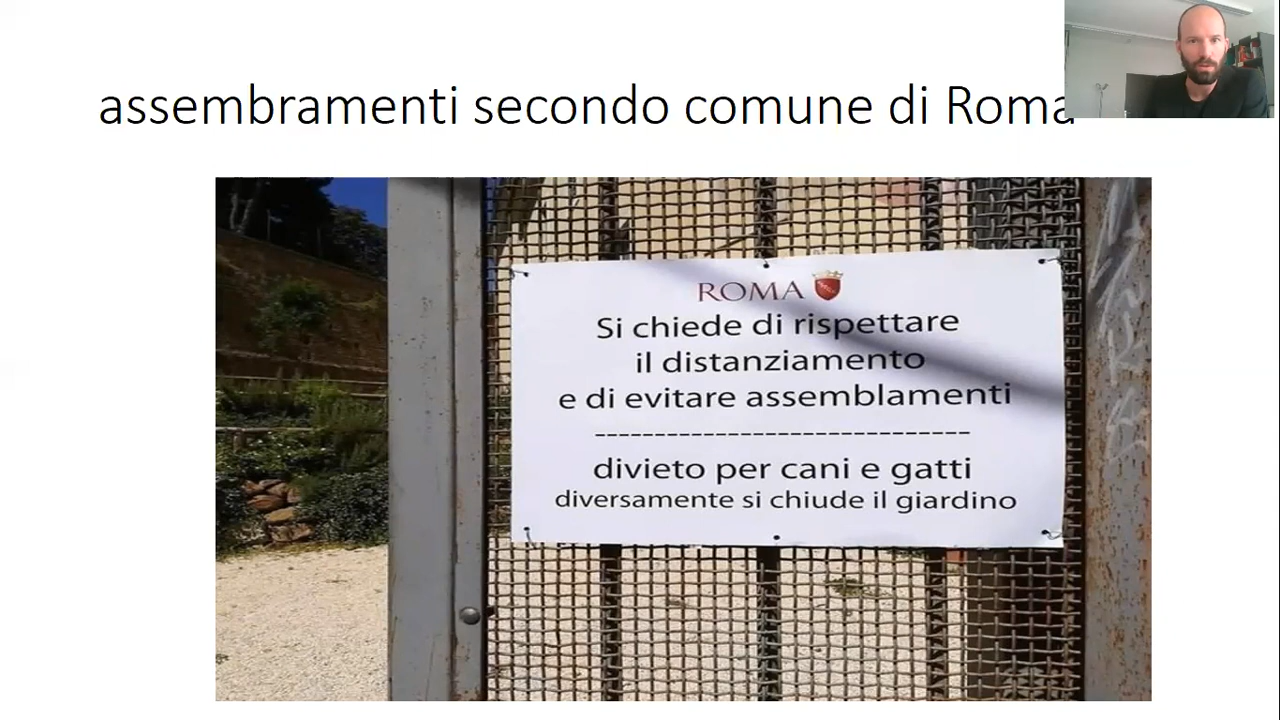 assembramenti secondo comune di Roma
ROMA
Si chiede di rispettare
il distanziamento
e di evitare assemblamenti
------------------------------
divieto per cani e gatti
diversamente si chiude il giardino